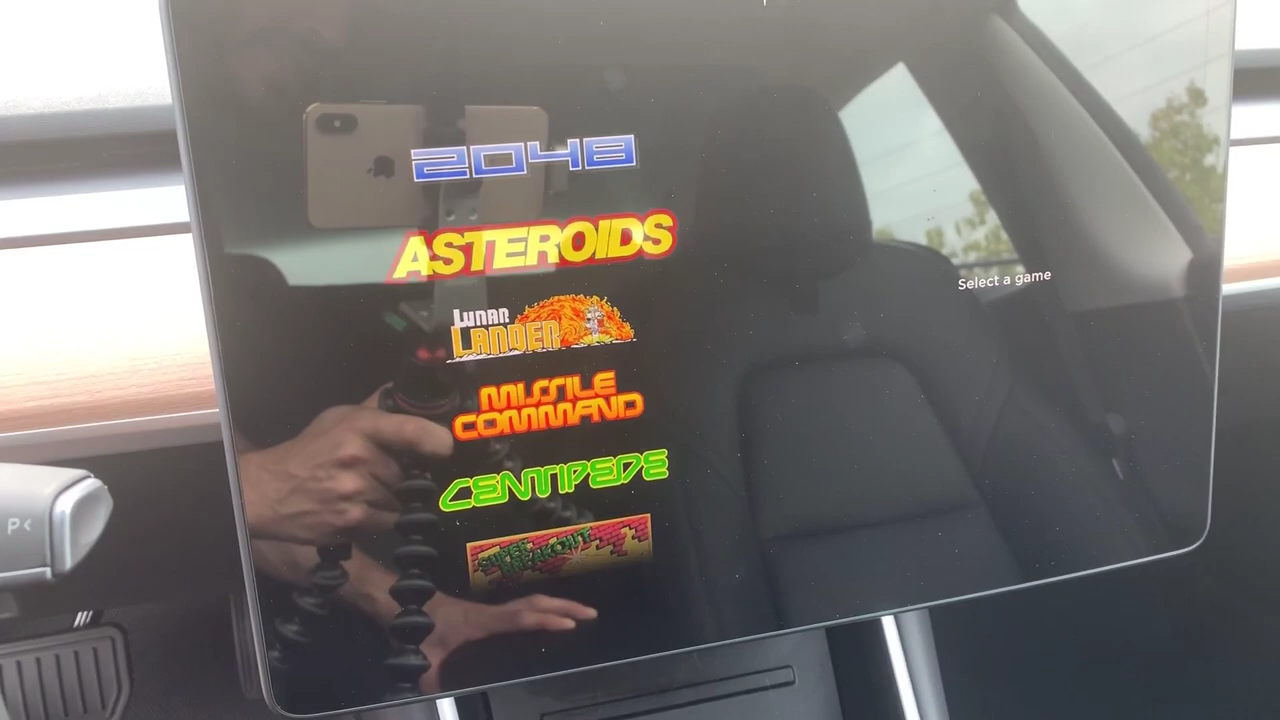 2048
ASTEROIDS
LUNAR
LANDER
Select a game
MISSILE
COMMAND
CENTIPEDE
SUPER
BREAKOUT
P<